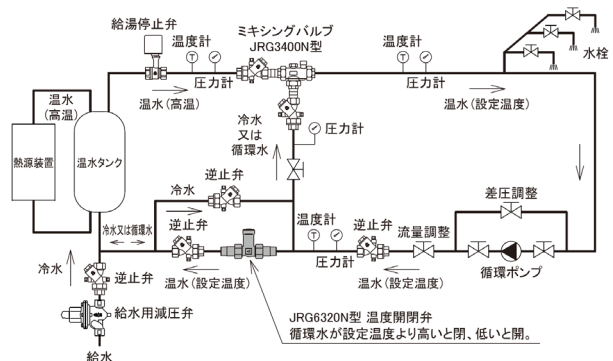 給湯停止弁
ミキシングバルブ
JRG3400N型
温度計
圧力計
温水(高温)
温度計
圧力計
温水(設定温度)
水栓
温水
(高温)
熱源装置
温水タンク
冷水
又は
循環水
圧力計
逆止弁
冷水
冷水又は循環水
逆止弁
温水(設定温度)
温度計
圧力計
逆止弁
温水(設定温度)
流量調整
差圧調整
循環ポンプ
冷水
逆止弁
給水用減圧弁
給水
JRG6320N型 温度開閉弁
循環水が設定温度より高いと閉、低いと開。
T
T
T